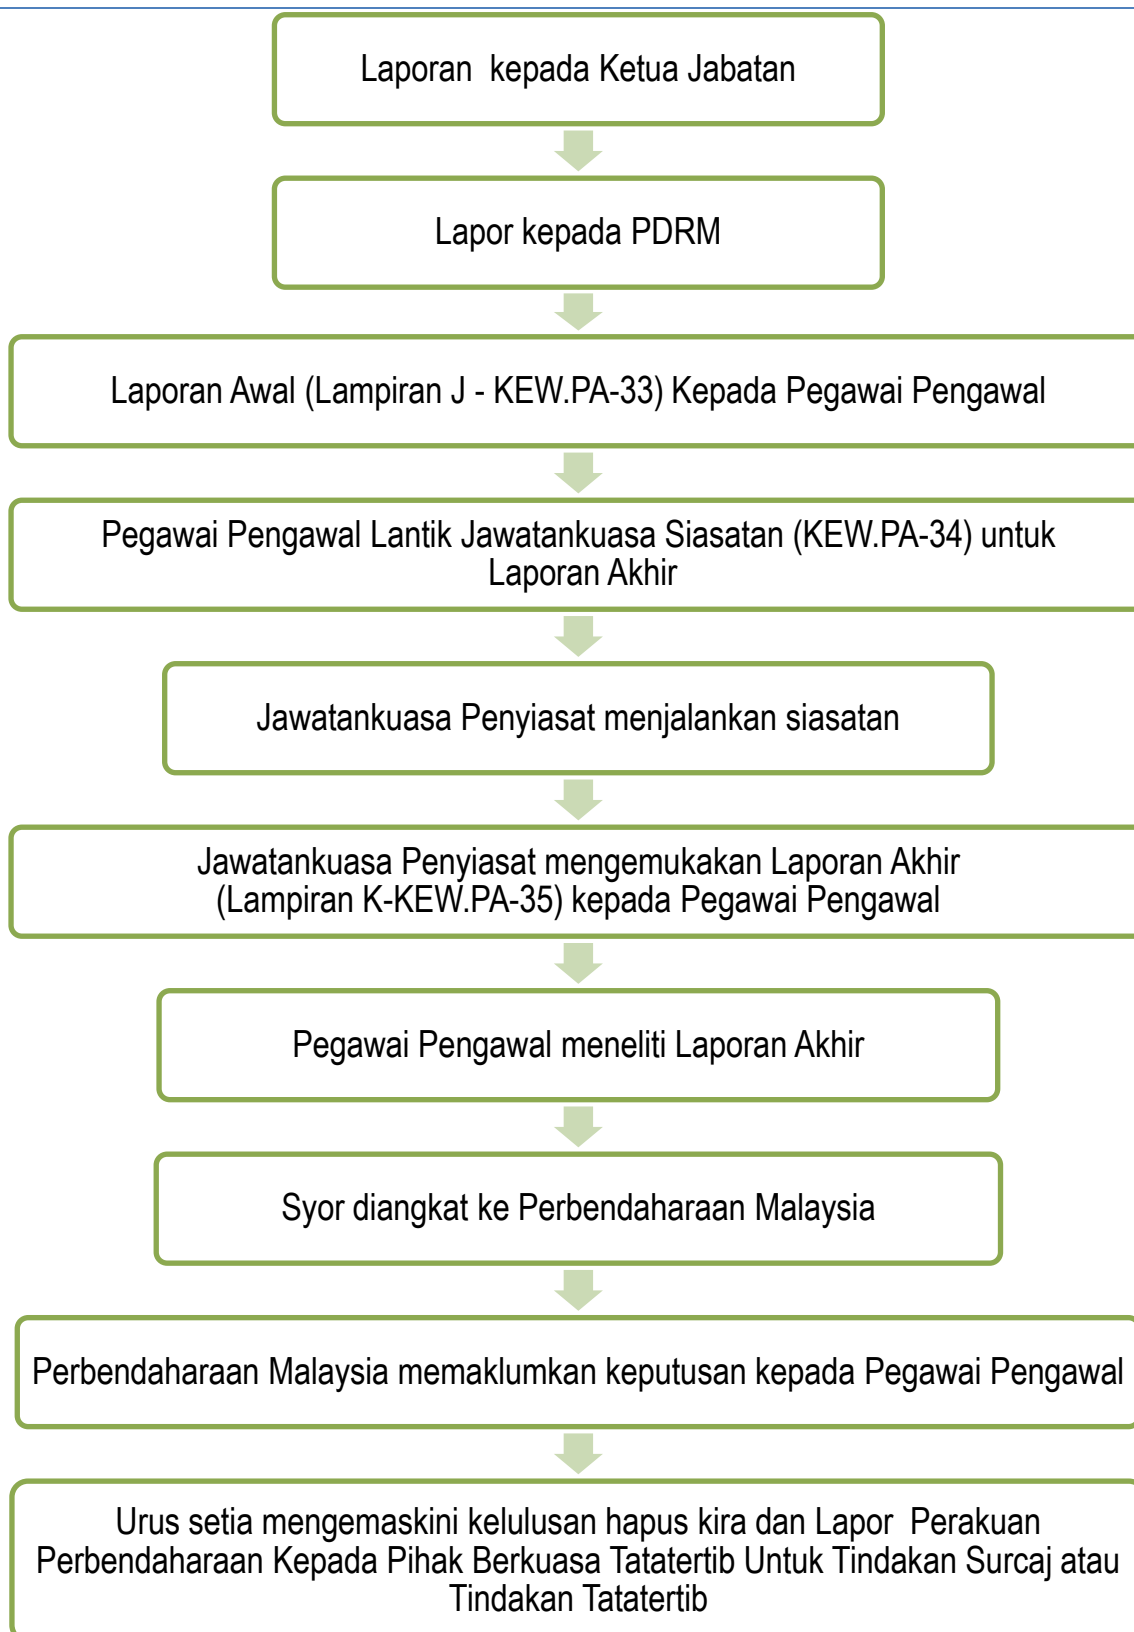 Laporan kepada Ketua Jabatan
Lapor kepada PDRM
Laporan Awal (Lampiran J - KEW.PA-33) Kepada Pegawai Pengawal
Pegawai Pengawal Lantik Jawatankuasa Siasatan (KEW.PA-34) untuk
Laporan Akhir
Jawatankuasa Penyiasat menjalankan siasatan
Jawatankuasa Penyiasat mengemukakan Laporan Akhir
(Lampiran K-KEW.PA-35) kepada Pegawai Pengawal
Pegawai Pengawal meneliti Laporan Akhir
Syor diangkat ke Perbendaharaan Malaysia
Perbendaharaan Malaysia memaklumkan keputusan kepada Pegawai Pengawal
Urus setia mengemaskini kelulusan hapus kira dan Lapor Perakuan
Perbendaharaan Kepada Pihak Berkuasa Tatatertib Untuk Tindakan Surcaj atau
Tindakan Tatatertib